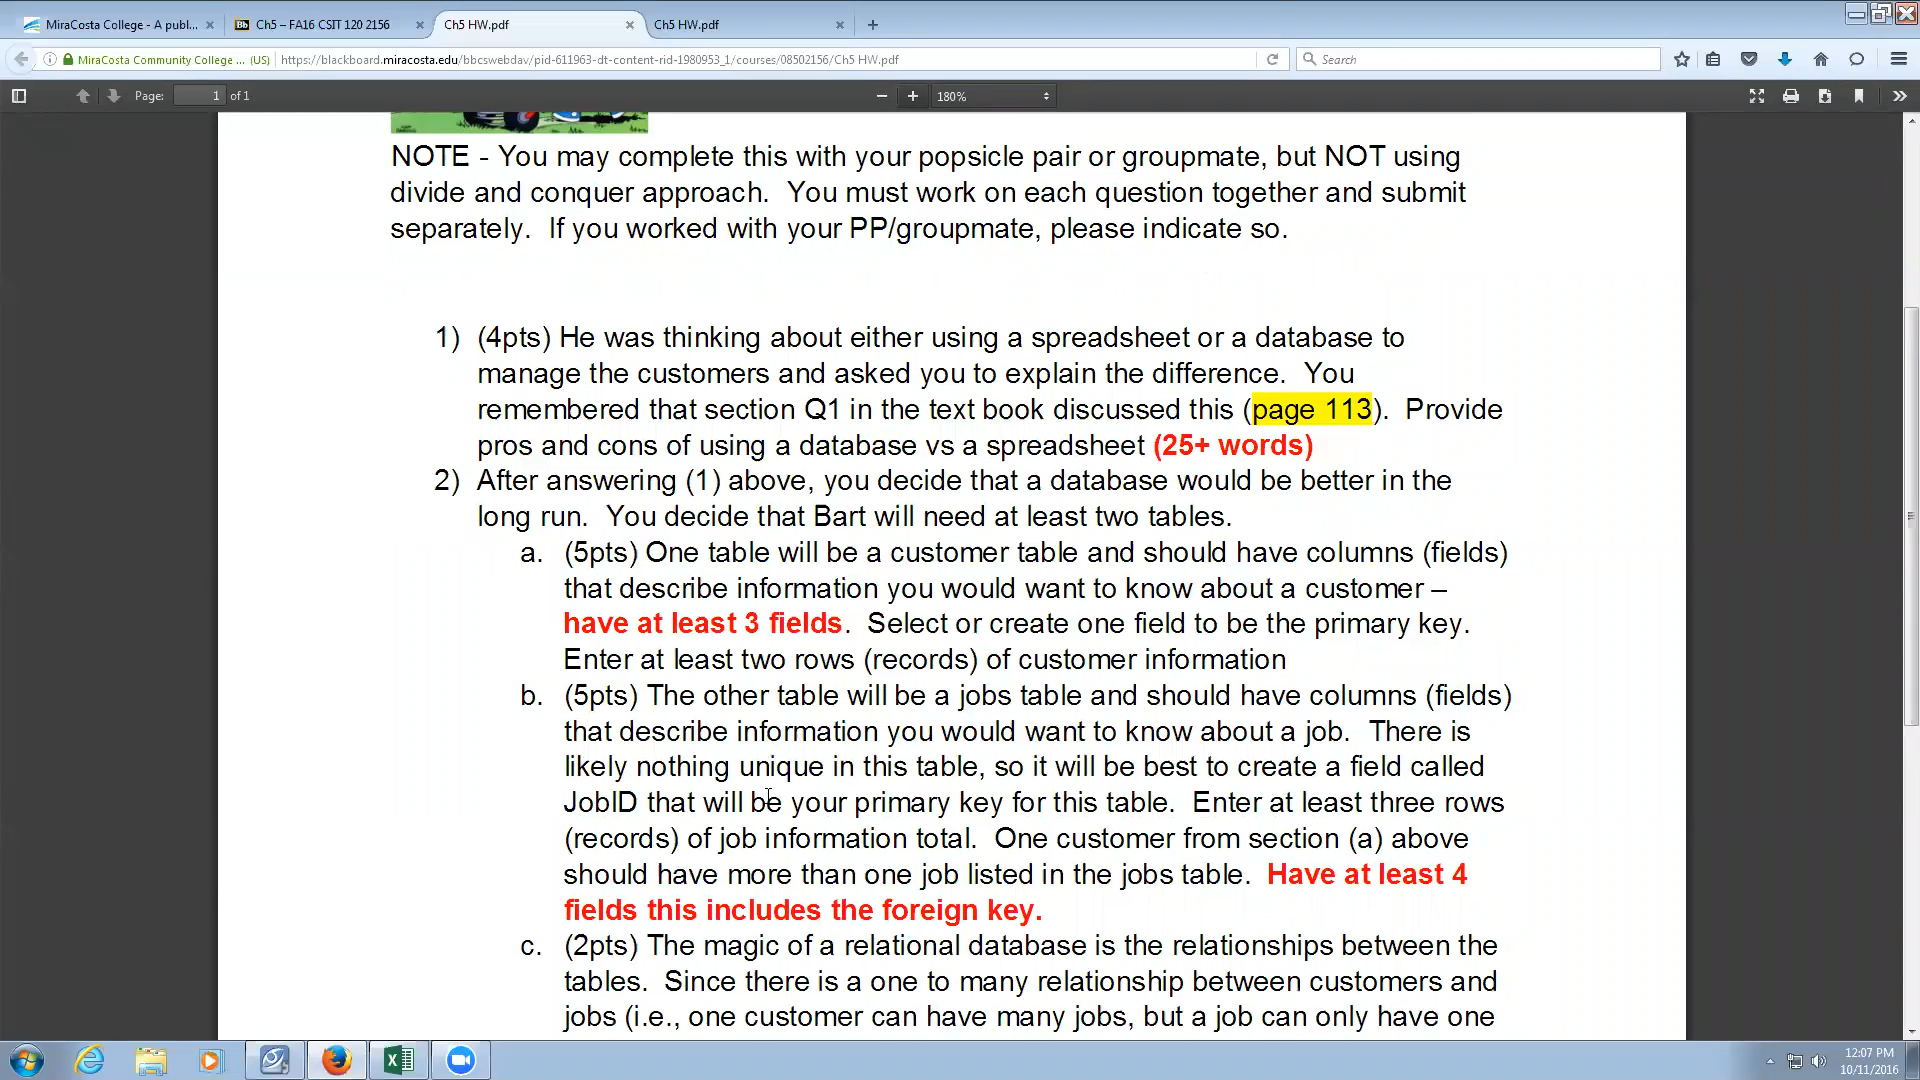 MiraCosta College - A publ...
Ch5 – FA16 CSIT 120 2156
Ch5 HW.pdf
Ch5 HW.pdf
MiraCosta Community College ... (US)
https://blackboard.miracosta.edu/bbcswebdav/pid-611963-dt-content-rid-1980953_1/courses/08502156/Ch5 HW.pdf
Search
Page: 1 of 1
180%
NOTE - You may complete this with your popsicle pair or groupmate, but NOT using
divide and conquer approach. You must work on each question together and submit
separately. If you worked with your PP/groupmate, please indicate so.
1) (4pts) He was thinking about either using a spreadsheet or a database to
manage the customers and asked you to explain the difference. You
remembered that section Q1 in the text book discussed this (page 113). Provide
pros and cons of using a database vs a spreadsheet (25+ words)
2) After answering (1) above, you decide that a database would be better in the
long run. You decide that Bart will need at least two tables.
a. (5pts) One table will be a customer table and should have columns (fields)
that describe information you would want to know about a customer –
have at least 3 fields. Select or create one field to be the primary key.
Enter at least two rows (records) of customer information
b. (5pts) The other table will be a jobs table and should have columns (fields)
that describe information you would want to know about a job. There is
likely nothing unique in this table, so it will be best to create a field called
JobID that will be your primary key for this table. Enter at least three rows
(records) of job information total. One customer from section (a) above
should have more than one job listed in the jobs table. Have at least 4
fields this includes the foreign key.
c. (2pts) The magic of a relational database is the relationships between the
tables. Since there is a one to many relationship between customers and
jobs (i.e., one customer can have many jobs, but a job can only have one
12:07 PM
10/11/2016